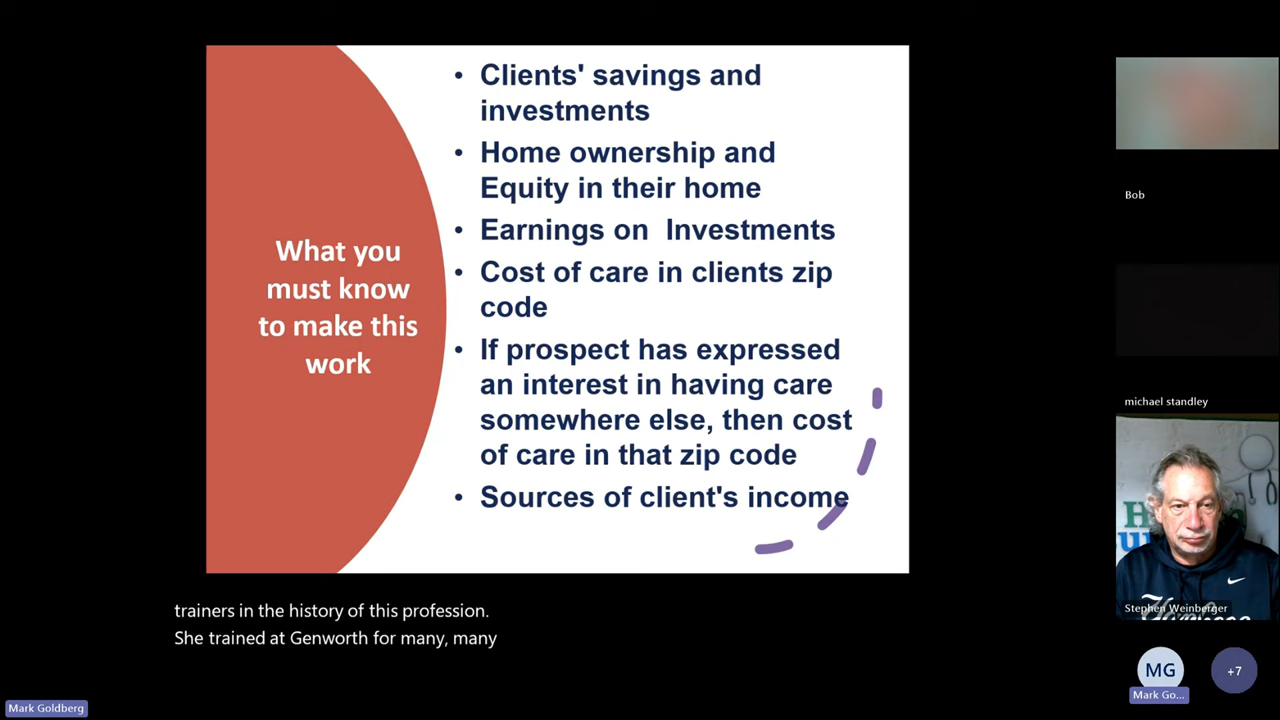 What you
must know
to make this
work
• Clients' savings and
investments
• Home ownership and
Equity in their home
• Earnings on Investments
• Cost of care in clients zip
code
• If prospect has expressed
an interest in having care
somewhere else, then cost
of care in that zip code
• Sources of client's income
trainers in the history of this profession.
She trained at Genworth for many, many
Mark Goldberg
Bob
michael standley
Stephen Weinberger
MG
Mark Go...
+7